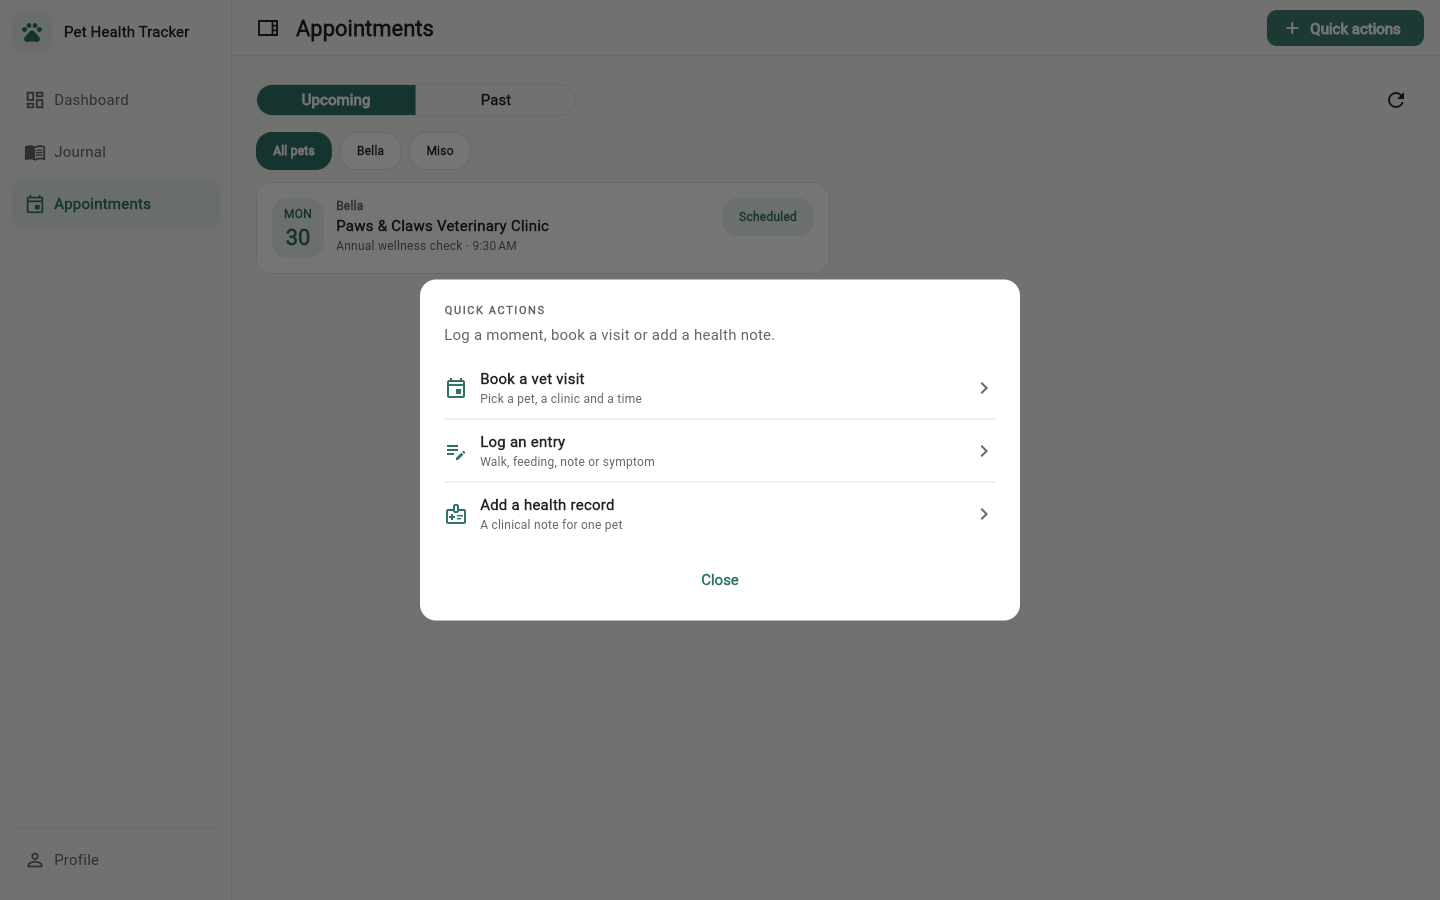 Pet Health Tracker
Dashboard
Journal
Appointments
Profile
Appointments
Quick actions
Upcoming
Past
All pets
Bella
Miso
MON
30
Bella
Paws & Claws Veterinary Clinic
Annual wellness check · 9:30 AM
Scheduled
QUICK ACTIONS
Log a moment, book a visit or add a health note.
Book a vet visit
Pick a pet, a clinic and a time
Log an entry
Walk, feeding, note or symptom
Add a health record
A clinical note for one pet
Close